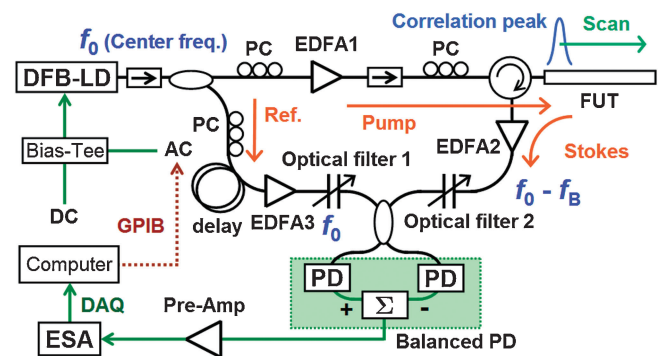 f0 (Center freq.)
Correlation peak
Scan
PC
EDFA1
PC
DFB-LD
FUT
Ref.
Pump
PC
EDFA2
Stokes
Bias-Tee
AC
Optical filter 1
f0 - fB
DC
GPIB
delay
EDFA3
f0
Optical filter 2
Computer
PD
PD
DAQ
Pre-Amp
+
Σ
-
ESA
Balanced PD